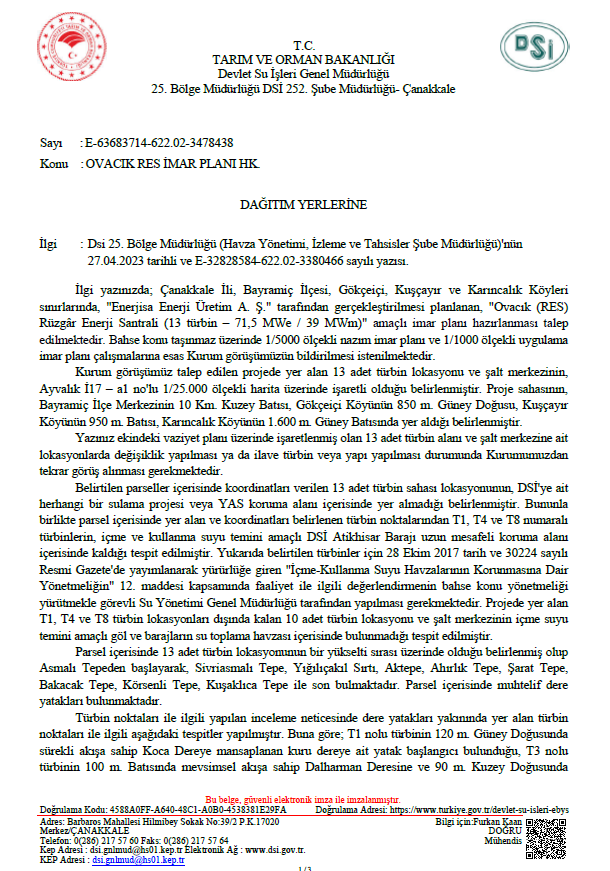 T.C.
TARIM VE ORMAN BAKANLIĞI
Devlet Su İşleri Genel Müdürlüğü
25. Bölge Müdürlüğü DSİ 252. Şube Müdürlüğü- Çanakkale
DSİ
Sayı : E-63683714-622.02-3478438
Konu : OVACIK RES İMAR PLANI HK.
DAĞITIM YERLERİNE
İlgi : Dsi 25. Bölge Müdürlüğü (Havza Yönetimi, İzleme ve Tahsisler Şube Müdürlüğü)'nün
27.04.2023 tarihli ve E-32828584-622.02-3380466 sayılı yazısı.
İlgi yazınızda; Çanakkale İli, Bayramiç İlçesi, Gökçeiçi, Kuşçayır ve Karıncalık Köyleri
sınırlarında, "Enerjisa Enerji Üretim A. Ş." tarafından gerçekleştirilmesi planlanan, "Ovacık (RES)
Rüzgâr Enerji Santrali (13 türbin – 71,5 MWe / 39 MWm)" amaçlı imar planı hazırlanması talep
edilmektedir. Bahse konu taşınmaz üzerinde 1/5000 ölçekli nazım imar planı ve 1/1000 ölçekli uygulama
imar planı çalışmalarına esas Kurum görüşümüzün bildirilmesi istenilmektedir.
Kurum görüşümüz talep edilen projede yer alan 13 adet türbin lokasyonu ve şalt merkezinin,
Ayvalık İ17 – a1 no'lu 1/25.000 ölçekli harita üzerinde işaretli olduğu belirlenmiştir. Proje sahasının,
Bayramiç İlçe Merkezinin 10 Km. Kuzey Batısı, Gökçeiçi Köyünün 850 m. Güney Doğusu, Kuşçayır
Köyünün 950 m. Batısı, Karıncalık Köyünün 1.600 m. Güney Batısında yer aldığı belirlenmiştir.
Yazınız ekindeki vaziyet planı üzerinde işaretlenmiş olan 13 adet türbin alanı ve şalt merkezine ait
lokasyonlarda değişiklik yapılması ya da ilave türbin veya yapı yapılması durumunda Kurumumuzdan
tekrar görüş alınması gerekmektedir.
Belirtilen parseller içerisinde koordinatları verilen 13 adet türbin sahası lokasyonunun, DSİ'ye ait
herhangi bir sulama projesi veya YAS koruma alanı içerisinde yer almadığı belirlenmiştir. Bununla
birlikte parsel içerisinde yer alan ve koordinatları belirlenen türbin noktalarından T1, T4 ve T8 numaralı
türbinlerin, içme ve kullanma suyu temini amaçlı DSİ Atikhisar Barajı uzun mesafeli koruma alanı
içerisinde kaldığı tespit edilmiştir. Yukarıda belirtilen türbinler için 28 Ekim 2017 tarih ve 30224 sayılı
Resmi Gazete'de yayımlanarak yürürlüğe giren "İçme-Kullanma Suyu Havzalarının Korunmasına Dair
Yönetmeliğin" 12. maddesi kapsamında faaliyet ile ilgili değerlendirmenin bahse konu yönetmeliği
yürütmekle görevli Su Yönetimi Genel Müdürlüğü tarafından yapılması gerekmektedir. Projede yer alan
T1, T4 ve T8 türbin lokasyonları dışında kalan 10 adet türbin lokasyonu ve şalt merkezinin içme suyu
temini amaçlı göl ve barajların su toplama havzası içerisinde bulunmadığı tespit edilmiştir.
Parsel içerisinde 13 adet türbin lokasyonunun bir yükselti sırası üzerinde olduğu belirlenmiş olup
Asmalı Tepeden başlayarak, Sivriasmalı Tepe, Yığılıçakıl Sırtı, Aktepe, Ahırlık Tepe, Şarat Tepe,
Bakacak Tepe, Körsenli Tepe, Kuşaklıca Tepe ile son bulmaktadır. Parsel içerisinde muhtelif dere
yatakları bulunmaktadır.
Türbin noktaları ile ilgili yapılan inceleme neticesinde dere yatakları yakınında yer alan türbin
noktaları ile ilgili aşağıdaki tespitler yapılmıştır. Buna göre; T1 nolu türbinin 120 m. Güney Doğusunda
sürekli akışa sahip Koca Dereye mansaplanan kuru dereye ait yatak başlangıcı bulunduğu, T3 nolu
türbinin 100 m. Batısında mevsimsel akışa sahip Dalharman Deresine ve 90 m. Kuzey Doğusunda
Bu belge, güvenli elektronik imza ile imzalanmıştır.
Doğrulama Kodu: 4588A0FF-A640-48C1-A0B0-4538381E29FA Doğrulama Adresi: https://www.turkiye.gov.tr/devlet-su-isleri-ebys
Adres: Barbaros Mahallesi Hilmibey Sokak No:39/2 P.K.17020 Bilgi için:Furkan Kaan
Merkez/ÇANAKKALE DOĞRU
Telefon: 0(286) 217 57 60 Faks: 0(286) 217 57 64 Mühendis
Kep Adresi : dsi.gnlmud@hs01.kep.tr Elektronik Ağ : www.dsi.gov.tr.
KEP Adresi : dsi.gnlmud@hs01.kep.tr
1/3